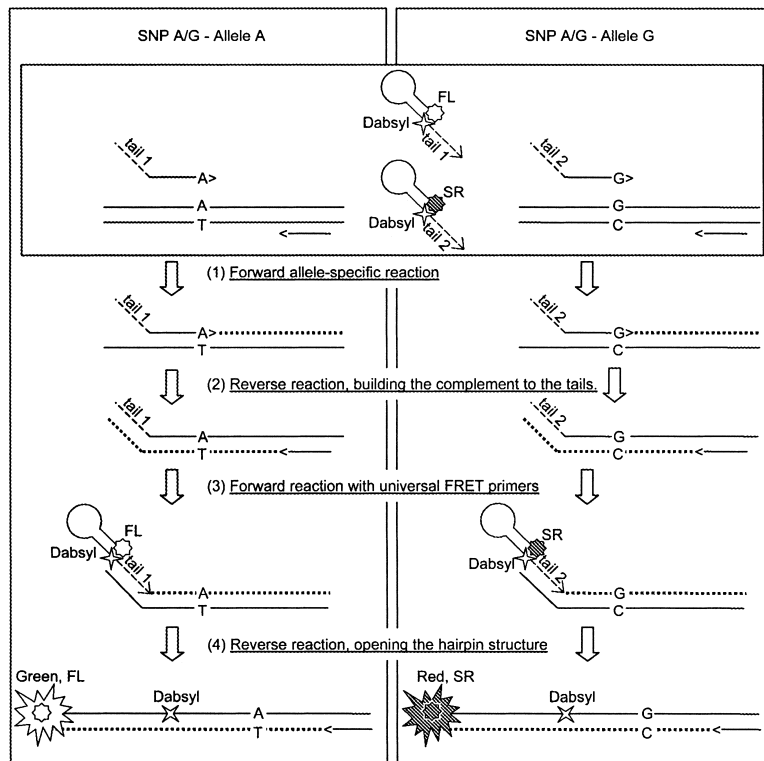 SNP A/G - Allele A
SNP A/G - Allele G
FL
Dabsyl
tail 1
tail 1
A>
A
T
SR
Dabsyl
tail 2
tail 2
G>
G
C
(1) Forward allele-specific reaction
tail 1
A>
T
tail 2
G>
C
(2) Reverse reaction, building the complement to the tails.
tail 1
A
T
tail 2
G
C
(3) Forward reaction with universal FRET primers
FL
Dabsyl
tail 1
A
T
SR
Dabsyl
tail 2
G
C
(4) Reverse reaction, opening the hairpin structure
Green, FL
Dabsyl
A
T
Red, SR
Dabsyl
G
C